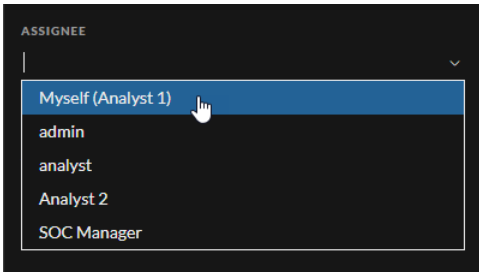 ASSIGNEE
Myself (Analyst 1)
admin
analyst
Analyst 2
SOC Manager